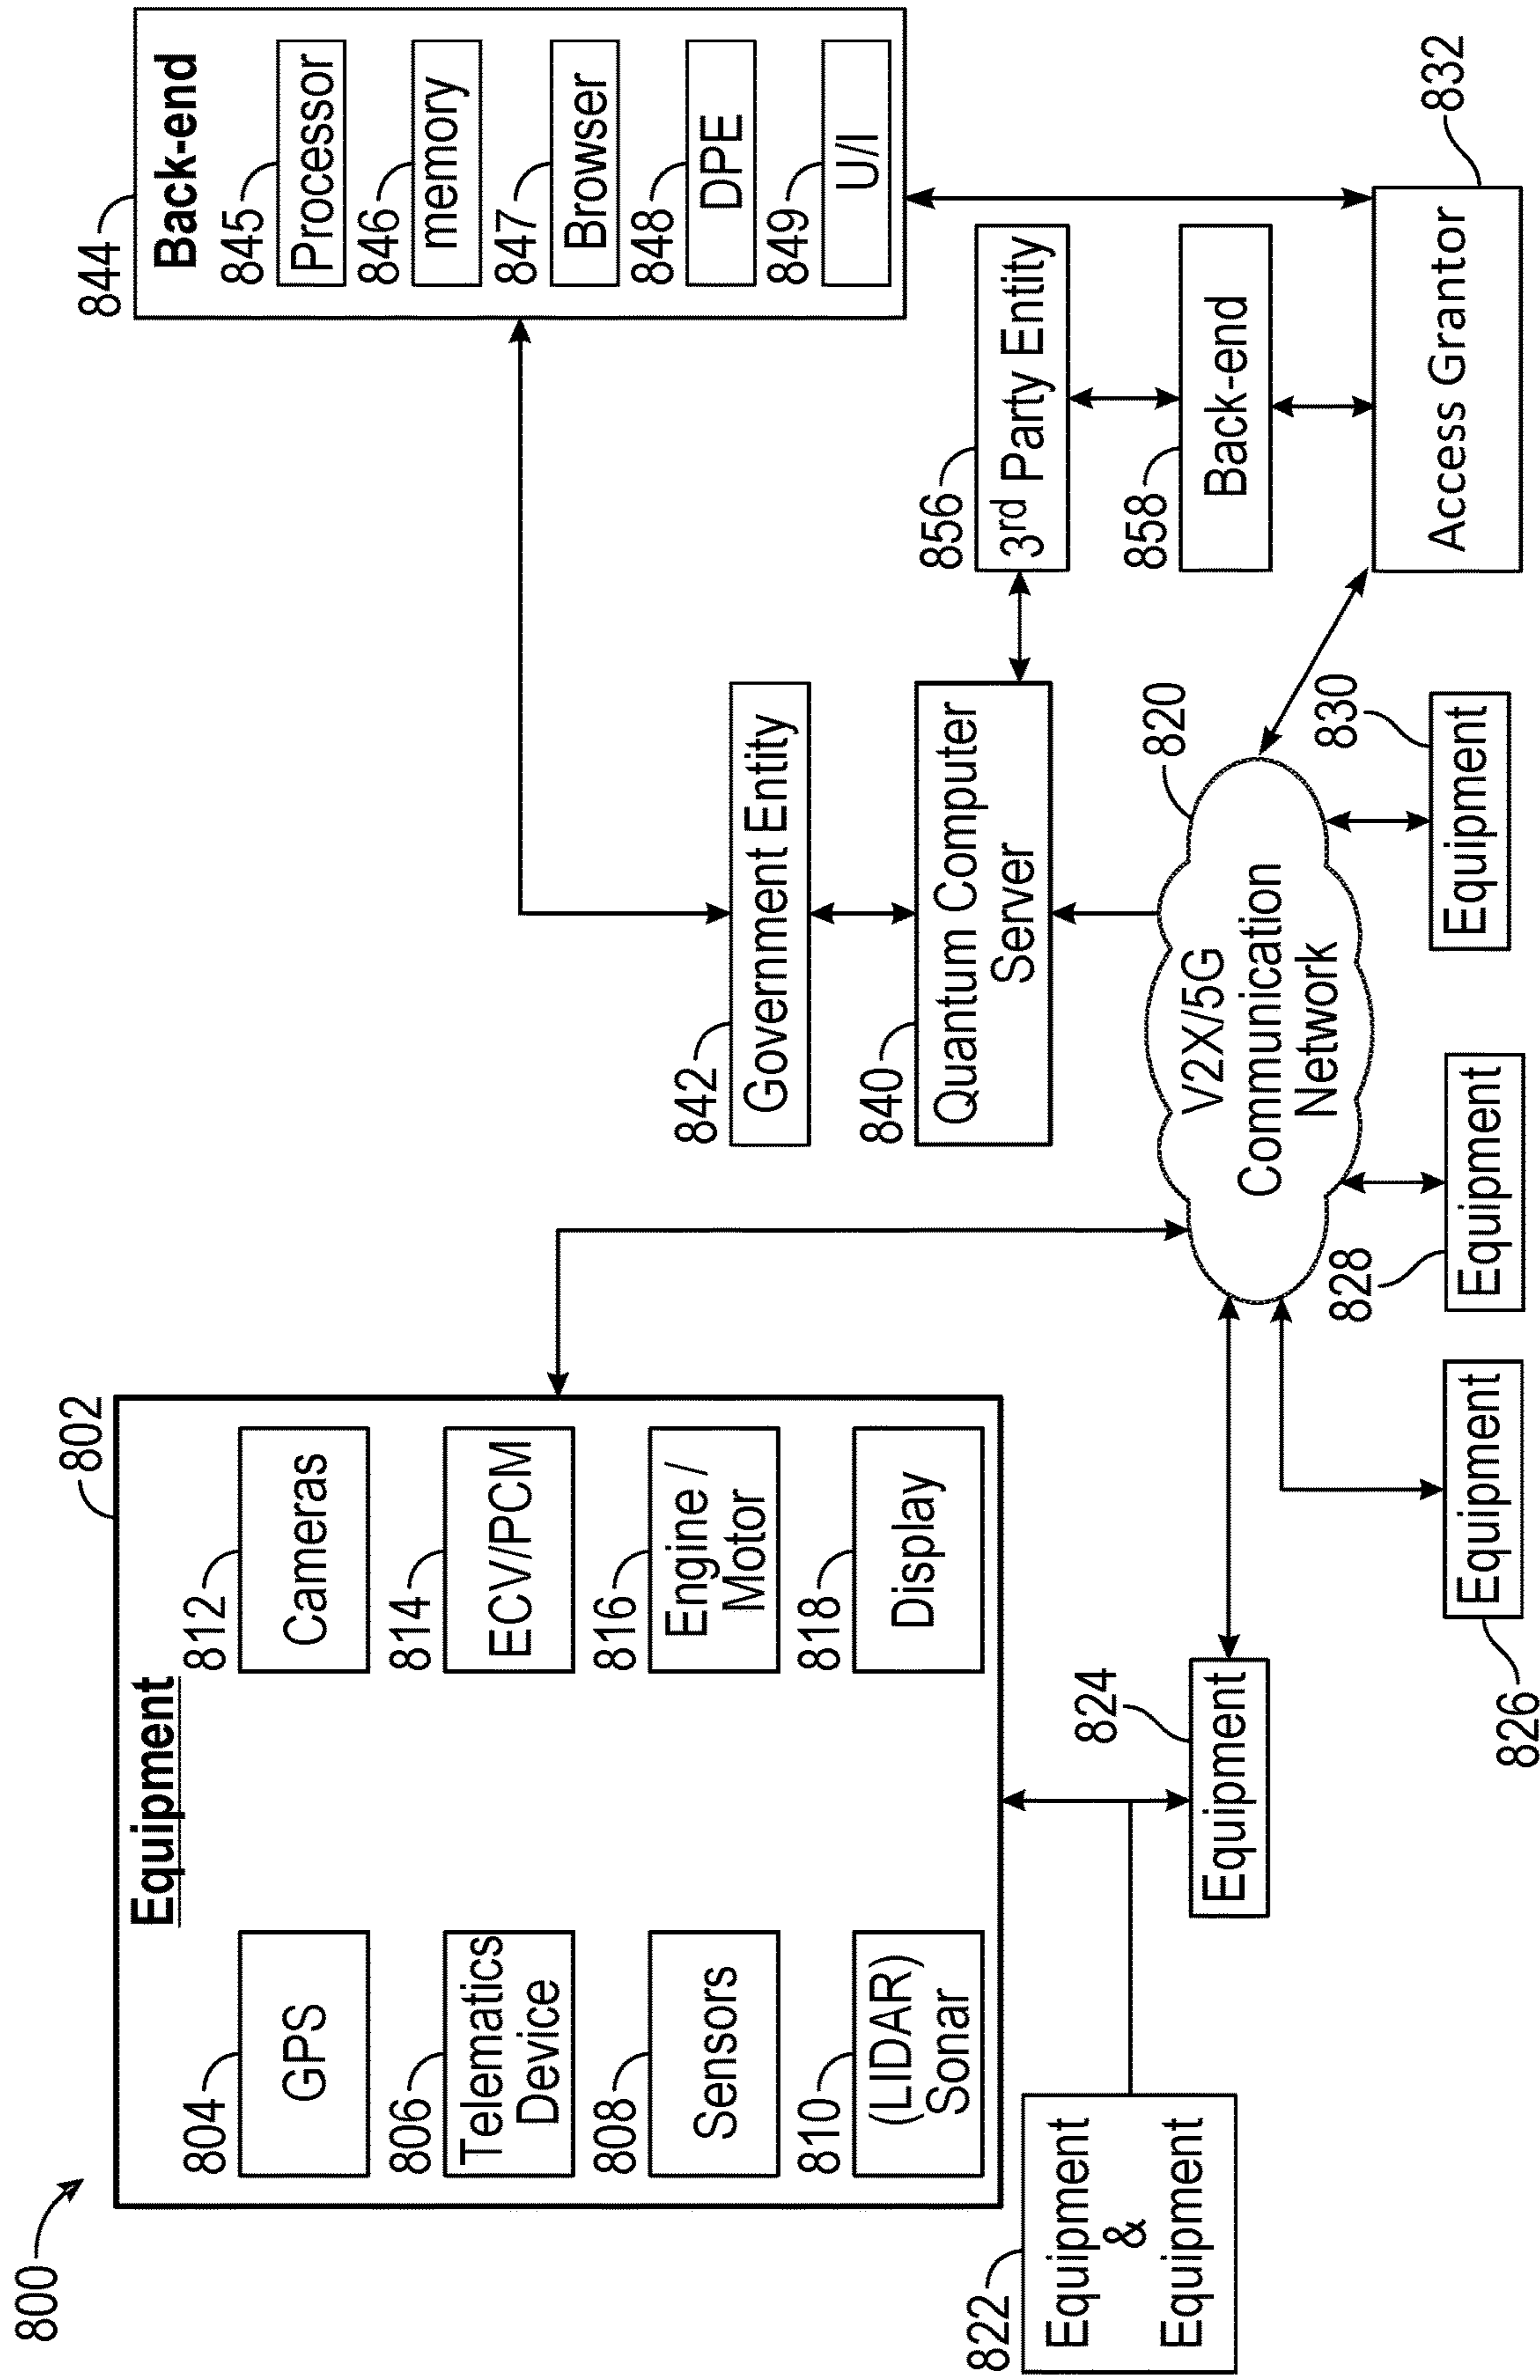 800
802
Equipment
804
GPS
806
Telematics
Device
808
Sensors
810
(LIDAR)
Sonar
812
Cameras
814
ECV/PCM
816
Engine /
Motor
818
Display
822
Equipment
&
Equipment
824
Equipment
826
Equipment
828
Equipment
830
Equipment
820
V2X/5G
Communication
Network
840
Quantum Computer
Server
842
Government Entity
844
Back-end
845
Processor
846
memory
847
Browser
848
DPE
849
U/I
856
3rd Party Entity
858
Back-end
832
Access Grantor